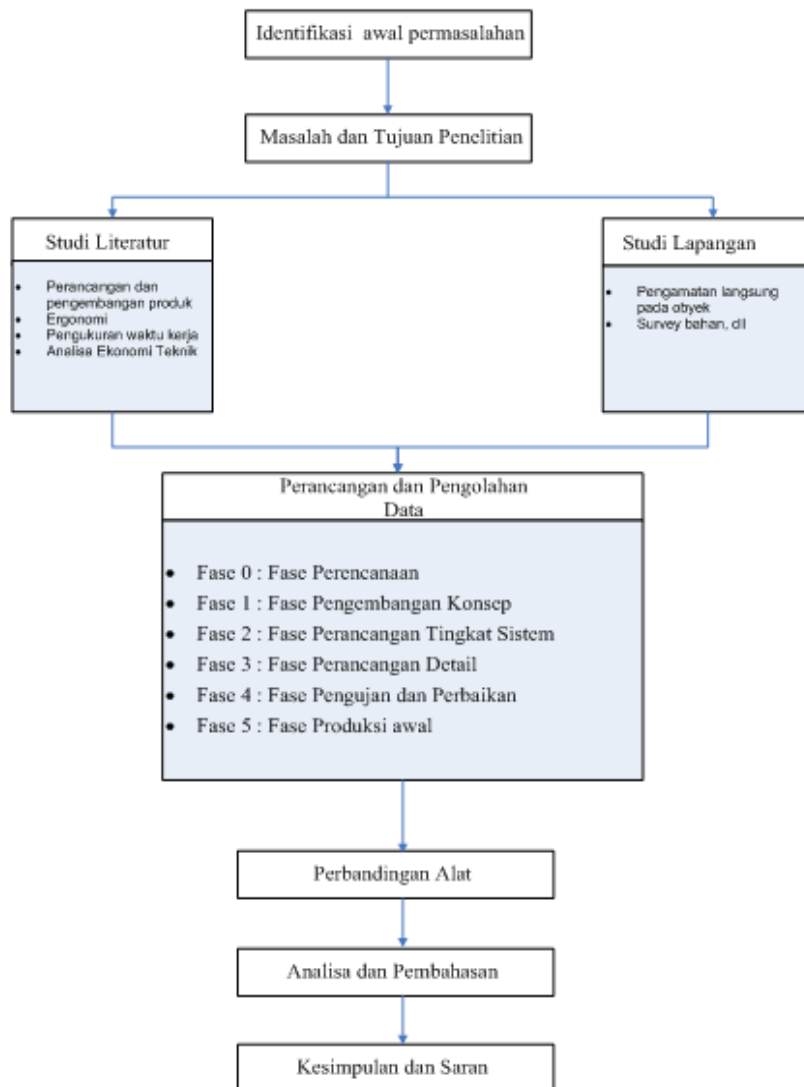 Identifikasi awal permasalahan
Masalah dan Tujuan Penelitian
Studi Literatur
• Perancangan dan
pengembangan produk
• Ergonomi
• Pengukuran waktu kerja
• Analisa Ekonomi Teknik
Studi Lapangan
• Pengamatan langsung
pada obyek
• Survey bahan, dll
Perancangan dan Pengolahan
Data
• Fase 0 : Fase Perencanaan
• Fase 1 : Fase Pengembangan Konsep
• Fase 2 : Fase Perancangan Tingkat Sistem
• Fase 3 : Fase Perancangan Detail
• Fase 4 : Fase Pengujan dan Perbaikan
• Fase 5 : Fase Produksi awal
Perbandingan Alat
Analisa dan Pembahasan
Kesimpulan dan Saran